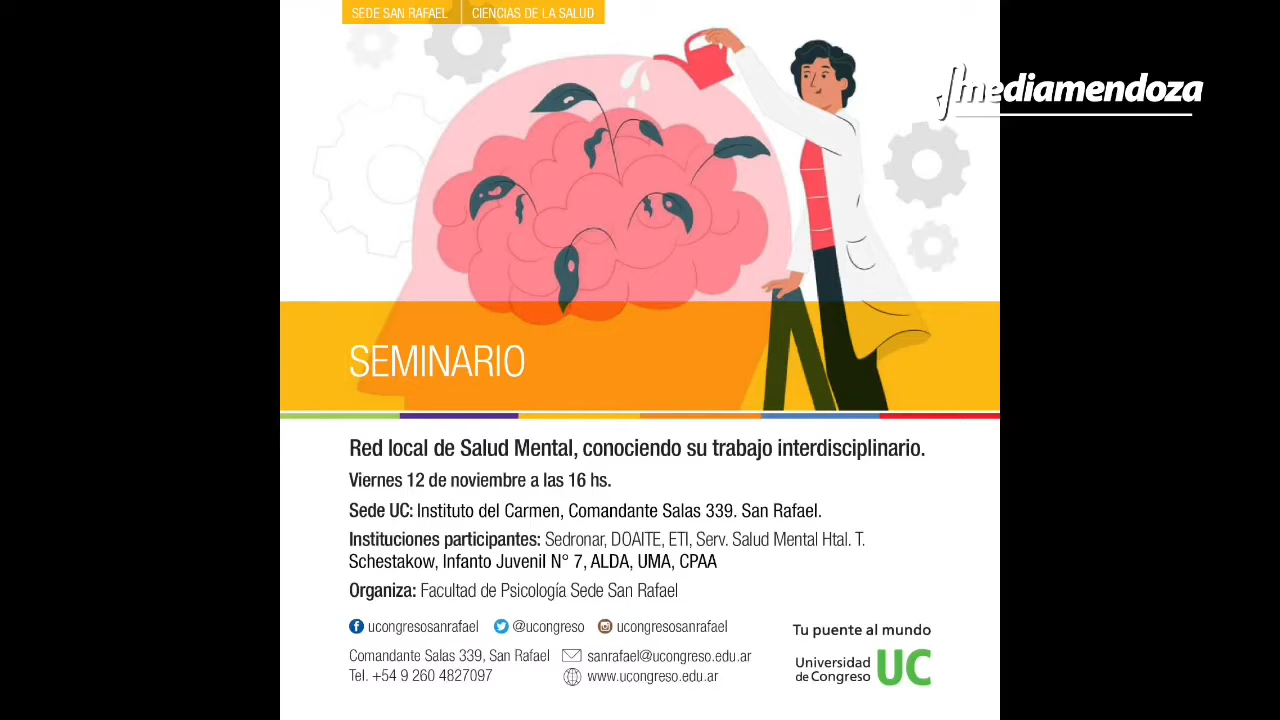 SEDE SAN RAFAEL CIENCIAS DE LA SALUD
mediamendoza
SEMINARIO
Red local de Salud Mental, conociendo su trabajo interdisciplinario.
Viernes 12 de noviembre a las 16 hs.
Sede UC: Instituto del Carmen, Comandante Salas 339. San Rafael.
Instituciones participantes: Sedronar, DOAITE, ETI, Serv. Salud Mental Htal. T.
Schestakow, Infanto Juvenil N° 7, ALDA, UMA, CPAA
Organiza: Facultad de Psicología Sede San Rafael
ucongresosanrafael @ucongreso ucongresosanrafael
Comandante Salas 339, San Rafael sanrafael@ucongreso.edu.ar
Tel. +54 9 260 4827097 www.ucongreso.edu.ar
Tu puente al mundo
Universidad
de Congreso UC